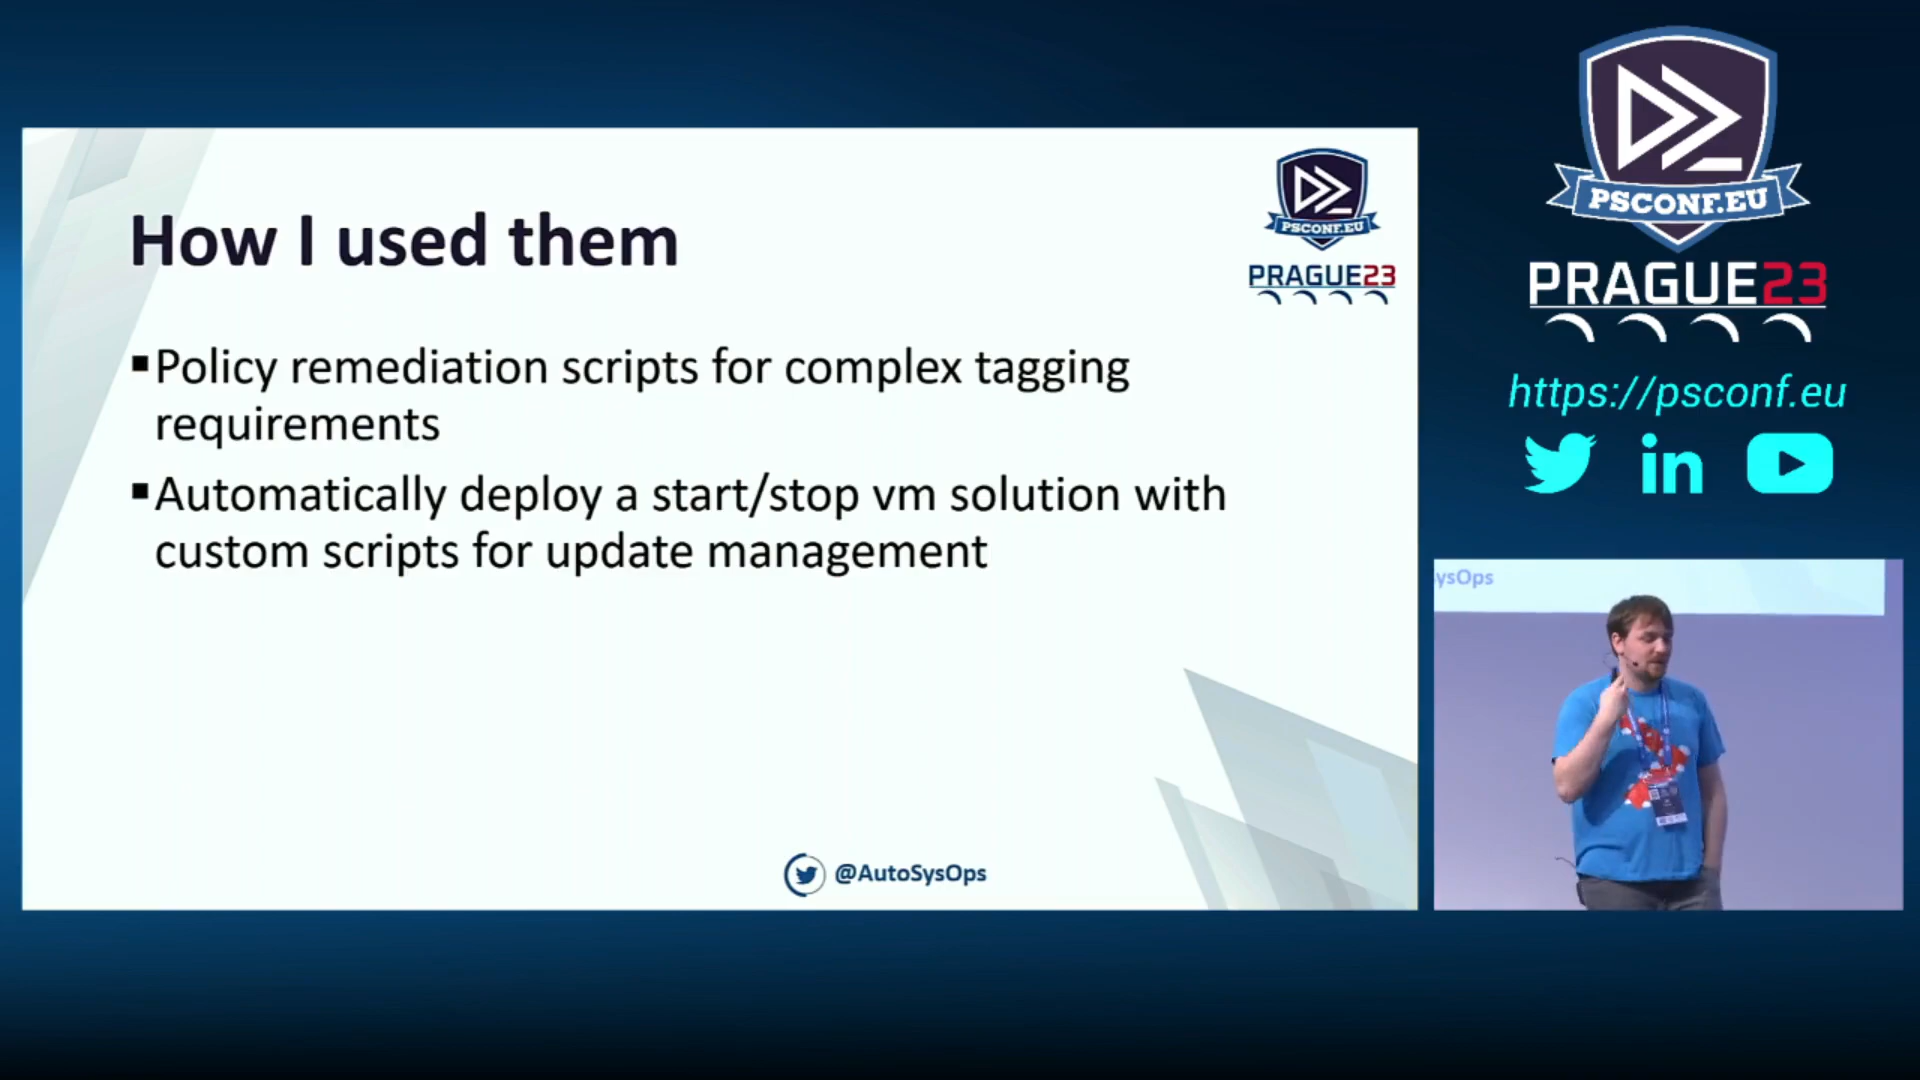 How I used them
PSCONF.EU
PRAGUE23
▪Policy remediation scripts for complex tagging
requirements
▪Automatically deploy a start/stop vm solution with
custom scripts for update management
@AutoSysOps
PSCONF.EU
PRAGUE23
https://psconf.eu
in
ysOps